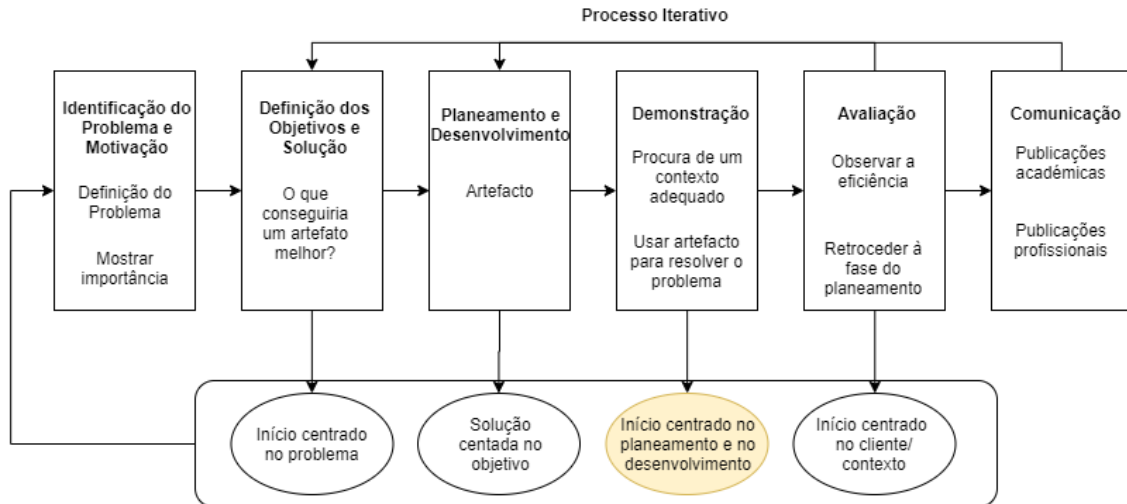 Processo Iterativo
Identificação do
Problema e
Motivação
Definição do
Problema
Mostrar
importância
Definição dos
Objetivos e
Solução
O que
conseguiria
um artefato
melhor?
Planeamento e
Desenvolvimento
Artefacto
Demonstração
Procura de um
contexto
adequado
Usar artefacto
para resolver o
problema
Avaliação
Observar a
eficiência
Retroceder à
fase do
planeamento
Comunicação
Publicações
académicas
Publicações
profissionais
Início centrado
no problema
Solução
centada no
objetivo
Início centrado no
planeamento e no
desenvolvimento
Início centrado
no cliente/
contexto